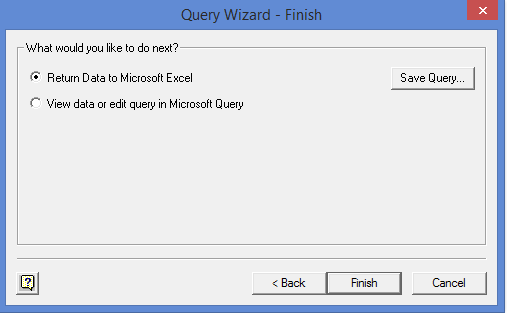 Query Wizard - Finish
What would you like to do next?
Return Data to Microsoft Excel
Save Query...
View data or edit query in Microsoft Query
?
< Back
Finish
Cancel